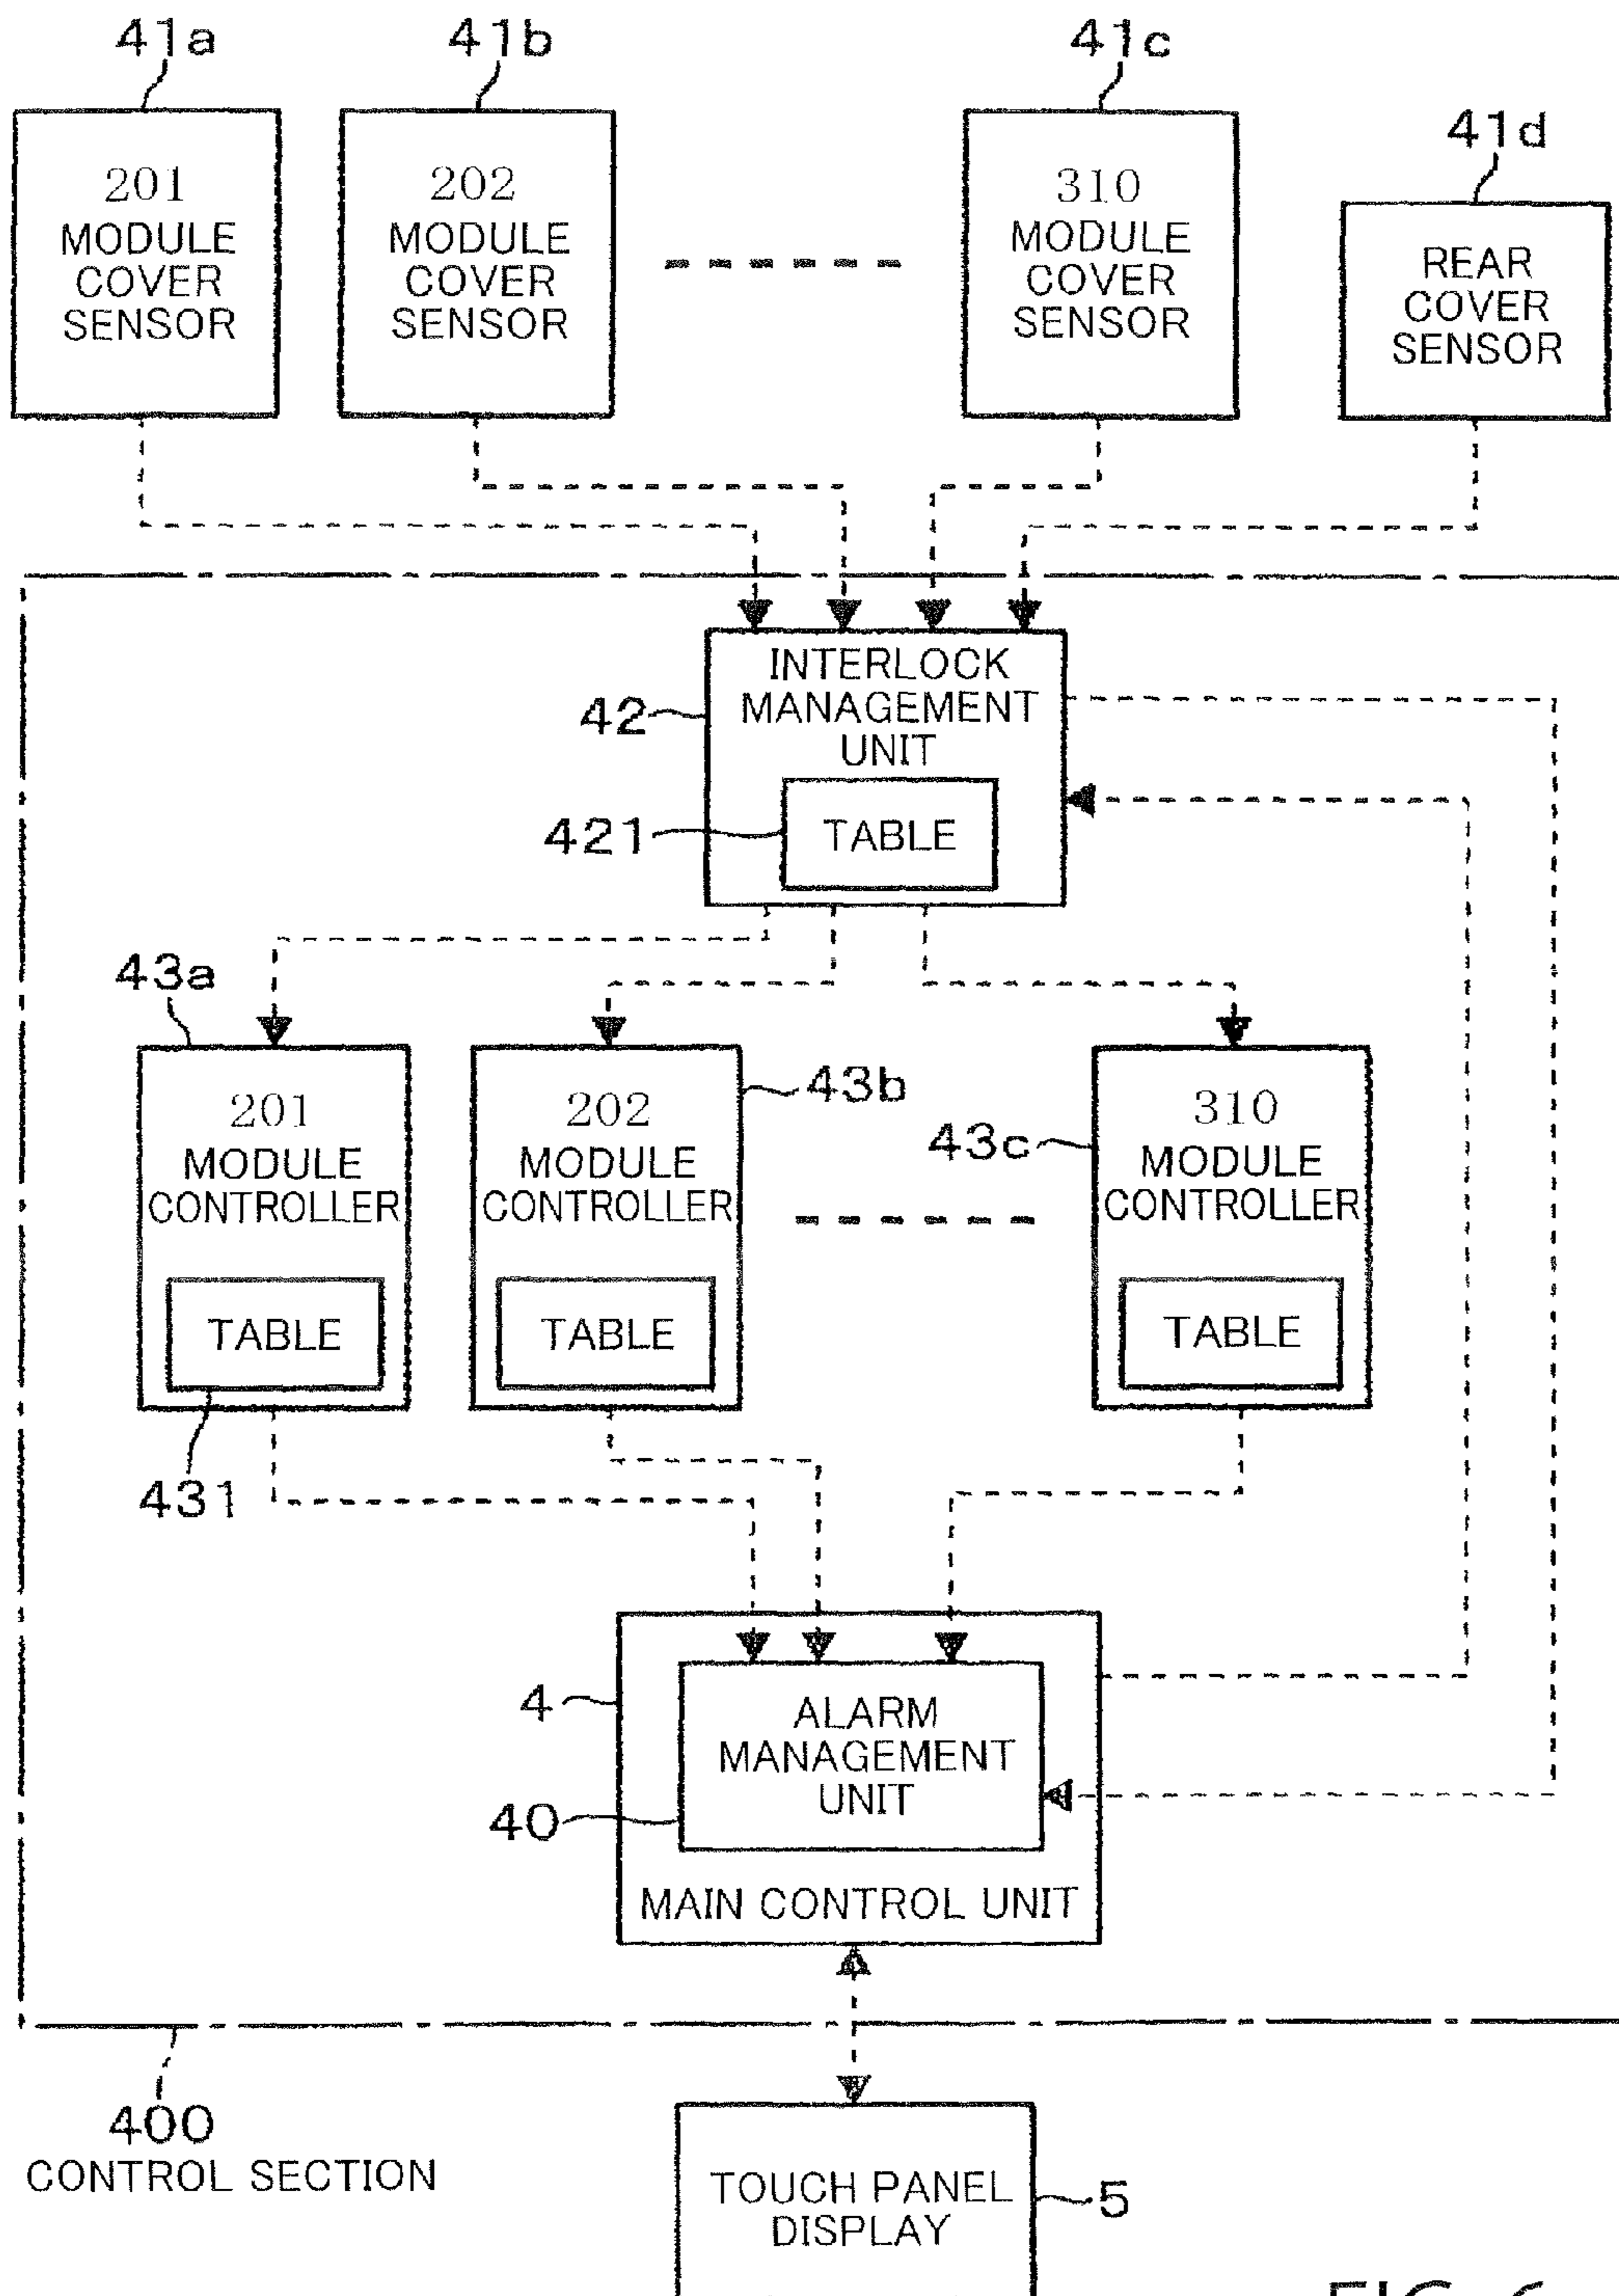 41a
41b
41c
41d
201
MODULE
COVER
SENSOR
202
MODULE
COVER
SENSOR
310
MODULE
COVER
SENSOR
REAR
COVER
SENSOR
INTERLOCK
MANAGEMENT
UNIT
42
421
TABLE
43a
201
MODULE
CONTROLLER
TABLE
431
43b
202
MODULE
CONTROLLER
TABLE
43c
310
MODULE
CONTROLLER
TABLE
4
ALARM
MANAGEMENT
UNIT
40
MAIN CONTROL UNIT
400
CONTROL SECTION
TOUCH PANEL
DISPLAY
5